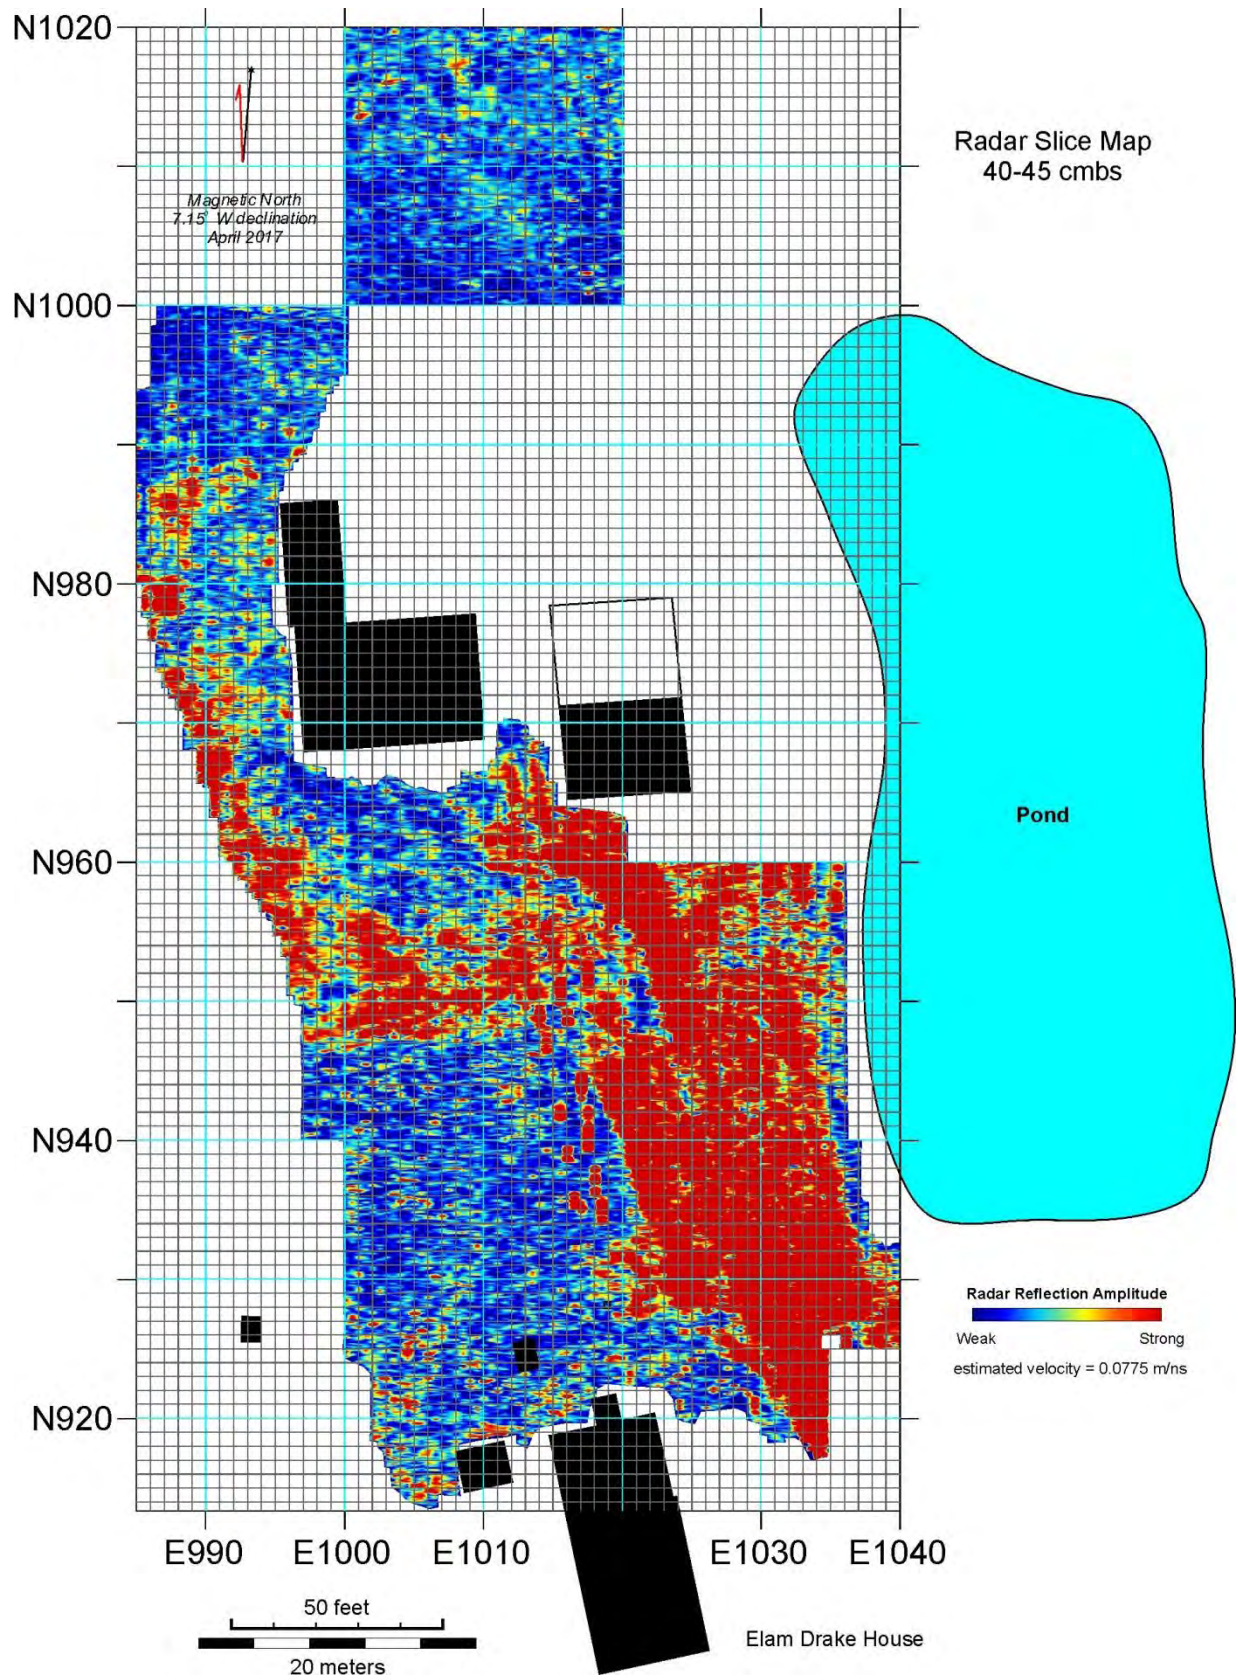 N1020
Radar Slice Map
40-45 cmbs
Magnetic North
7.15° W declination
April 2017
N1000
N980
Pond
N960
N940
Radar Reflection Amplitude
Weak Strong
estimated velocity = 0.0775 m/ns
N920
E990 E1000 E1010 E1030 E1040
50 feet
20 meters
Elam Drake House